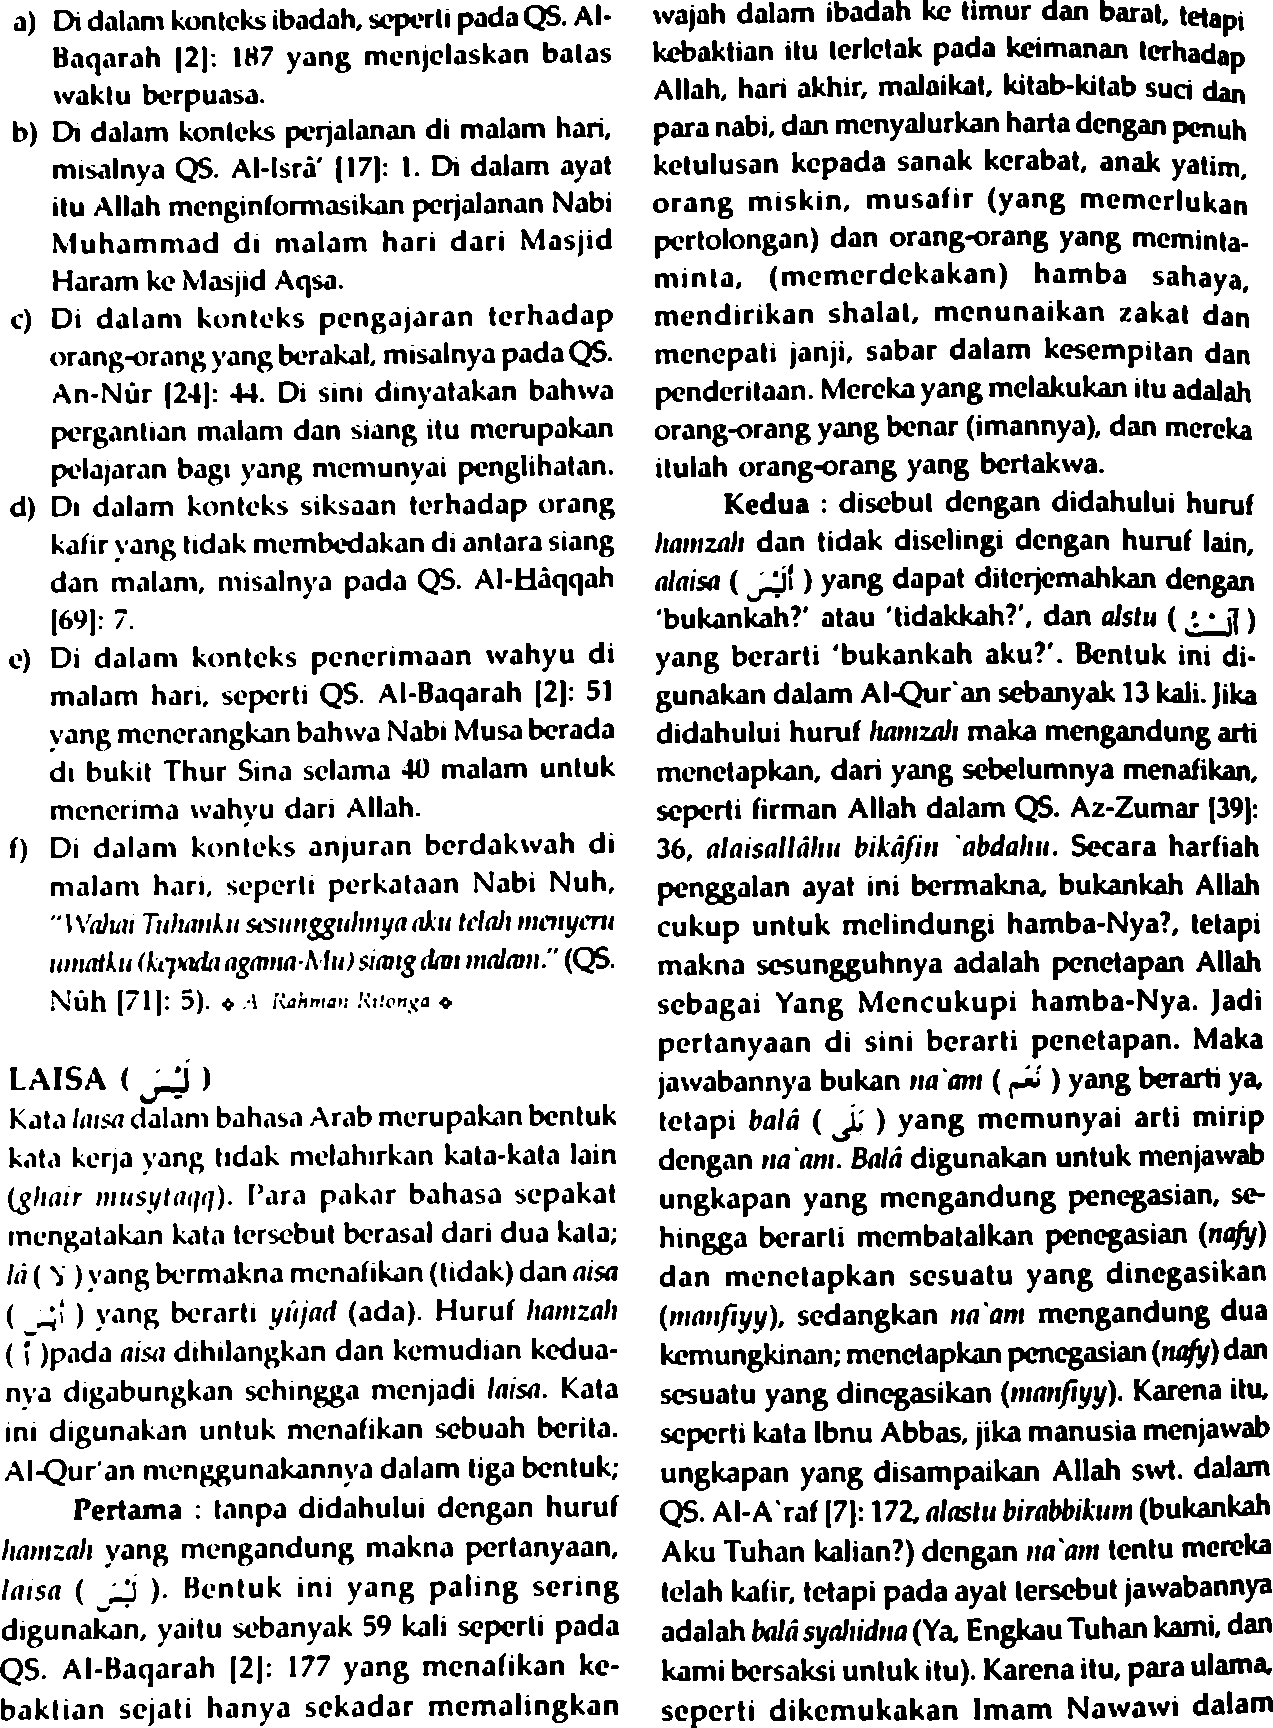 a) Di dalam konteks ibadah, seperti pada QS. Al-
Baqarah [2]: 187 yang menjelaskan batas
waktu berpuasa.
b) Di dalam konteks perjalanan di malam hari,
misalnya QS. Al-Isrâ' [17]: 1. Di dalam ayat
itu Allah menginformasikan perjalanan Nabi
Muhammad di malam hari dari Masjid
Haram ke Masjid Aqsa.
c) Di dalam konteks pengajaran terhadap
orang-orang yang berakal, misalnya pada QS.
An-Nûr [24]: 44. Di sini dinyatakan bahwa
pergantian malam dan siang itu merupakan
pelajaran bagi yang memunyai penglihatan.
d) Di dalam konteks siksaan terhadap orang
kafir yang tidak membedakan di antara siang
dan malam, misalnya pada QS. Al-Hâqqah
[69]: 7.
e) Di dalam konteks penerimaan wahyu di
malam hari, seperti QS. Al-Baqarah [2]: 51
yang menerangkan bahwa Nabi Musa berada
di bukit Thur Sina selama 40 malam untuk
menerima wahyu dari Allah.
f) Di dalam konteks anjuran berdakwah di
malam hari, seperti perkataan Nabi Nuh,
"Wahai Tuhanku sesungguhnya aku telah menyeru
umatku (kepada agama-Mu) siang dan malam." (QS.
Nûh [71]: 5). ⋄ A Rahman Ritonga ⋄
LAISA ( لَيْسَ )
Kata laisa dalam bahasa Arab merupakan bentuk
kata kerja yang tidak melahirkan kata-kata lain
(ghair musytaqq). Para pakar bahasa sepakat
mengatakan kata tersebut berasal dari dua kata;
lâ ( لا ) yang bermakna menafikan (tidak) dan aisa
( أَيْسَ ) yang berarti yûjad (ada). Huruf hamzah
( أ )pada aisa dihilangkan dan kemudian kedua-
nya digabungkan sehingga menjadi laisa. Kata
ini digunakan untuk menafikan sebuah berita.
Al-Qur'an menggunakannya dalam tiga bentuk;
Pertama : tanpa didahului dengan huruf
hamzah yang mengandung makna pertanyaan,
laisa ( لَيْسَ ). Bentuk ini yang paling sering
digunakan, yaitu sebanyak 59 kali seperti pada
QS. Al-Baqarah [2]: 177 yang menafikan ke-
baktian sejati hanya sekadar memalingkan
wajah dalam ibadah ke timur dan barat, tetapi
kebaktian itu terletak pada keimanan terhadap
Allah, hari akhir, malaikat, kitab-kitab suci dan
para nabi, dan menyalurkan harta dengan penuh
ketulusan kepada sanak kerabat, anak yatim,
orang miskin, musafir (yang memerlukan
pertolongan) dan orang-orang yang meminta-
minta, (memerdekakan) hamba sahaya,
mendirikan shalat, menunaikan zakat dan
menepati janji, sabar dalam kesempitan dan
penderitaan. Mereka yang melakukan itu adalah
orang-orang yang benar (imannya), dan mereka
itulah orang-orang yang bertakwa.
Kedua : disebut dengan didahului huruf
hamzah dan tidak diselingi dengan huruf lain,
alaisa ( أَلَيْسَ ) yang dapat diterjemahkan dengan
'bukankah?' atau 'tidakkah?', dan alstu ( أَلَسْتُ )
yang berarti 'bukankah aku?'. Bentuk ini di-
gunakan dalam Al-Qur`an sebanyak 13 kali. Jika
didahului huruf hamzah maka mengandung arti
menetapkan, dari yang sebelumnya menafikan,
seperti firman Allah dalam QS. Az-Zumar [39]:
36, alaisallâhu bikâfin `abdahu. Secara harfiah
penggalan ayat ini bermakna, bukankah Allah
cukup untuk melindungi hamba-Nya?, tetapi
makna sesungguhnya adalah penetapan Allah
sebagai Yang Mencukupi hamba-Nya. Jadi
pertanyaan di sini berarti penetapan. Maka
jawabannya bukan na`am ( نَعَمْ ) yang berarti ya,
tetapi balâ ( بَلَى ) yang memunyai arti mirip
dengan na`am. Balâ digunakan untuk menjawab
ungkapan yang mengandung penegasian, se-
hingga berarti membatalkan penegasian (nafy)
dan menetapkan sesuatu yang dinegasikan
(manfiyy), sedangkan na`am mengandung dua
kemungkinan; menetapkan penegasian (nafy) dan
sesuatu yang dinegasikan (manfiyy). Karena itu,
seperti kata Ibnu Abbas, jika manusia menjawab
ungkapan yang disampaikan Allah swt. dalam
QS. Al-A`raf [7]: 172, alastu birabbikum (bukankah
Aku Tuhan kalian?) dengan na`am tentu mereka
telah kafir, tetapi pada ayat tersebut jawabannya
adalah balâ syahidna (Ya, Engkau Tuhan kami, dan
kami bersaksi untuk itu). Karena itu, para ulama,
seperti dikemukakan Imam Nawawi dalam